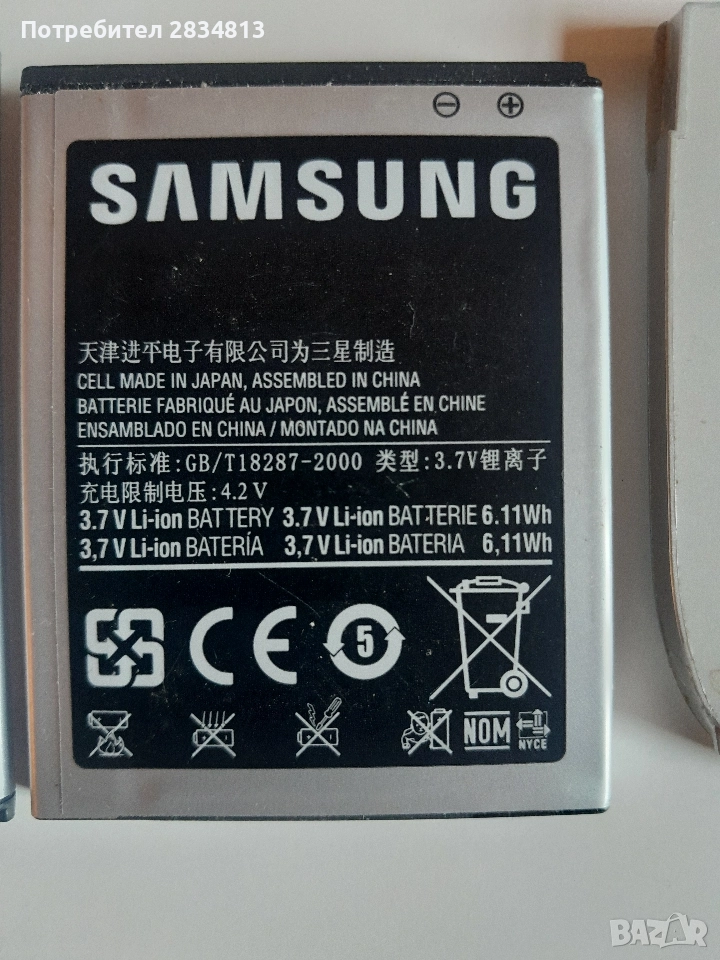 Потребител 2834813
SAMSUNG
天津进平电子有限公司为三星制造
CELL MADE IN JAPAN, ASSEMBLED IN CHINA
BATTERIE FABRIQUÉ AU JAPON, ASSEMBLÉ EN CHINE
ENSAMBLADO EN CHINA / MONTADO NA CHINA
执行标准:GB/T18287-2000 类型:3.7V锂离子
充电限制电压:4.2V
3.7 V Li-ion BATTERY 3.7 V Li-ion BATTERIE 6.11Wh
3,7 V Li-ion BATERÍA 3,7 V Li-ion BATERIA 6,11Wh
CE 5
NOM NYCE
BAZAR